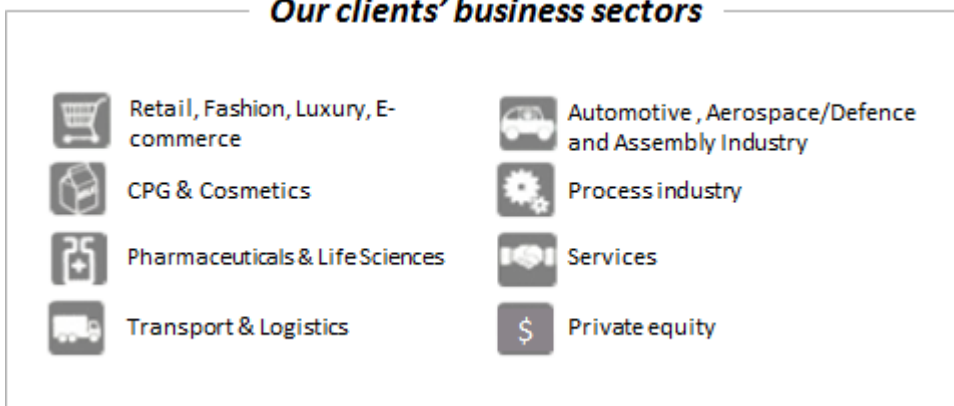 Our clients' business sectors
Retail, Fashion, Luxury, E-
commerce
CPG & Cosmetics
Pharmaceuticals & Life Sciences
Transport & Logistics
Automotive , Aerospace/Defence
and Assembly Industry
Process industry
Services
$ Private equity